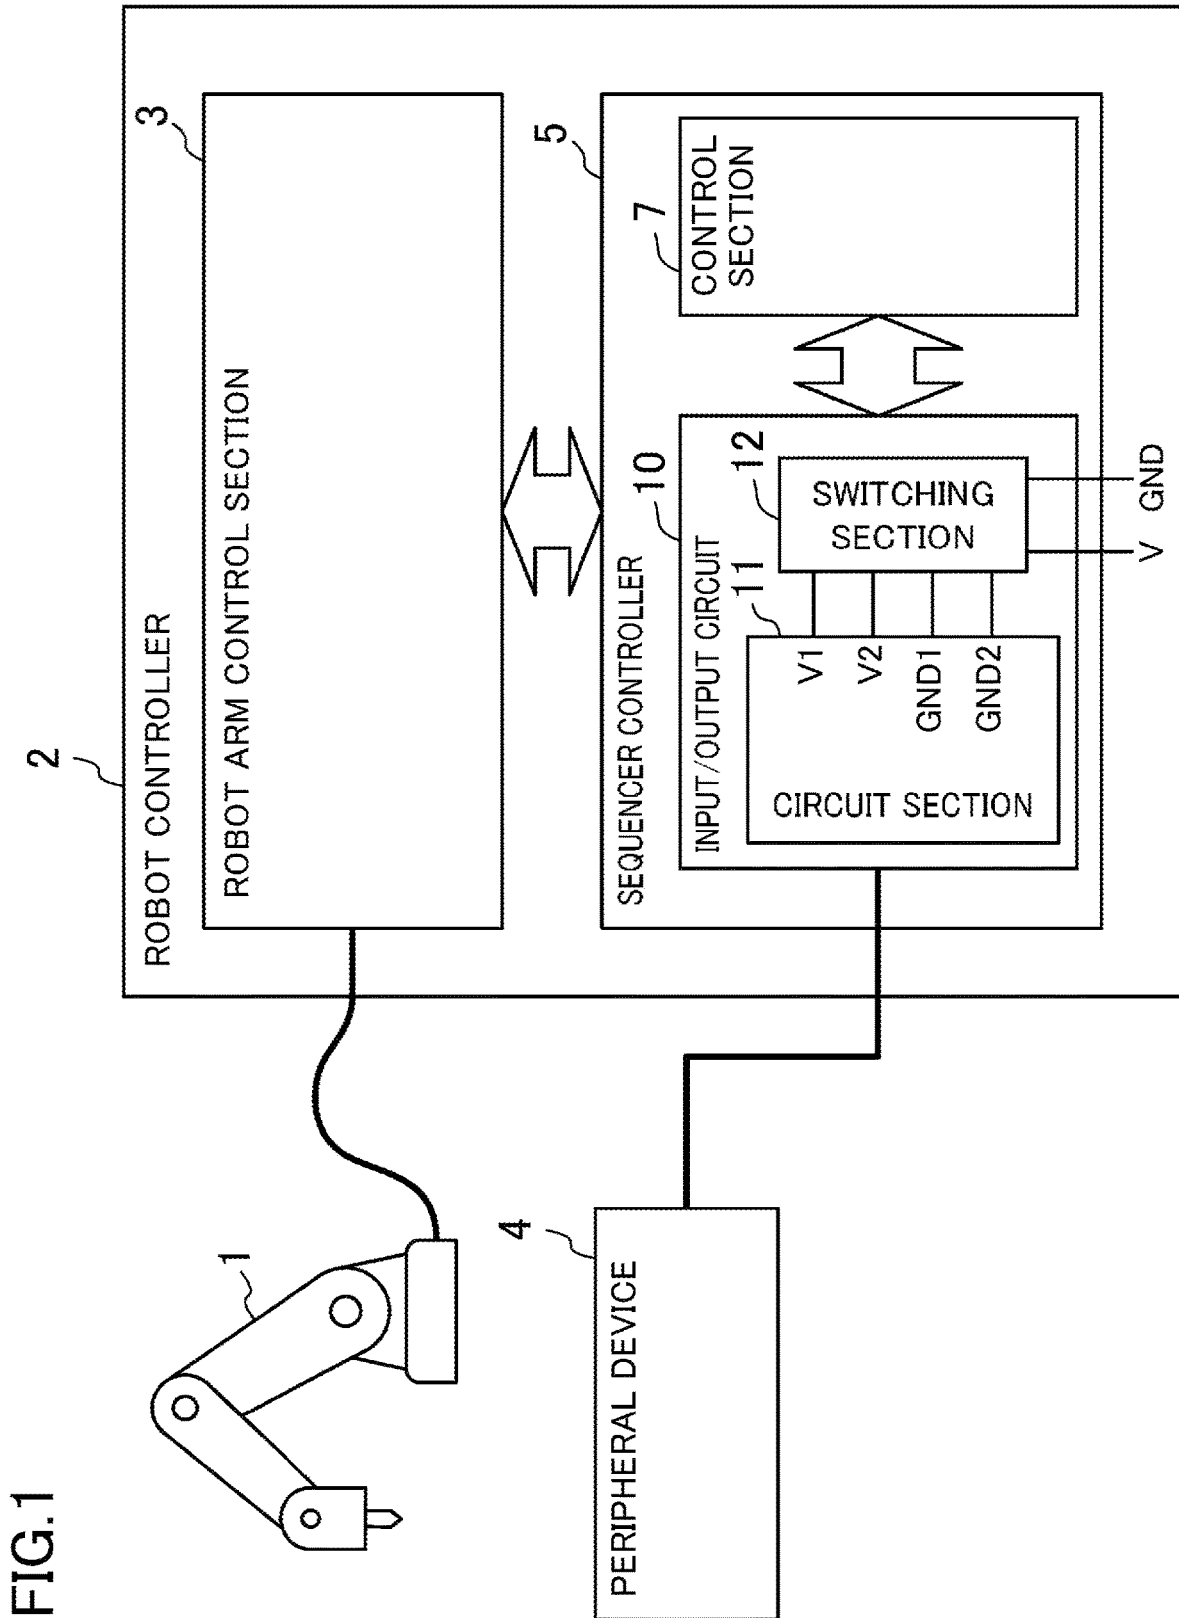 FIG.1
1
2
ROBOT CONTROLLER
3
ROBOT ARM CONTROL SECTION
4
PERIPHERAL DEVICE
5
SEQUENCER CONTROLLER
10
INPUT/OUTPUT CIRCUIT
11
V1
V2
GND1
GND2
CIRCUIT SECTION
12
SWITCHING
SECTION
V
GND
7
CONTROL
SECTION